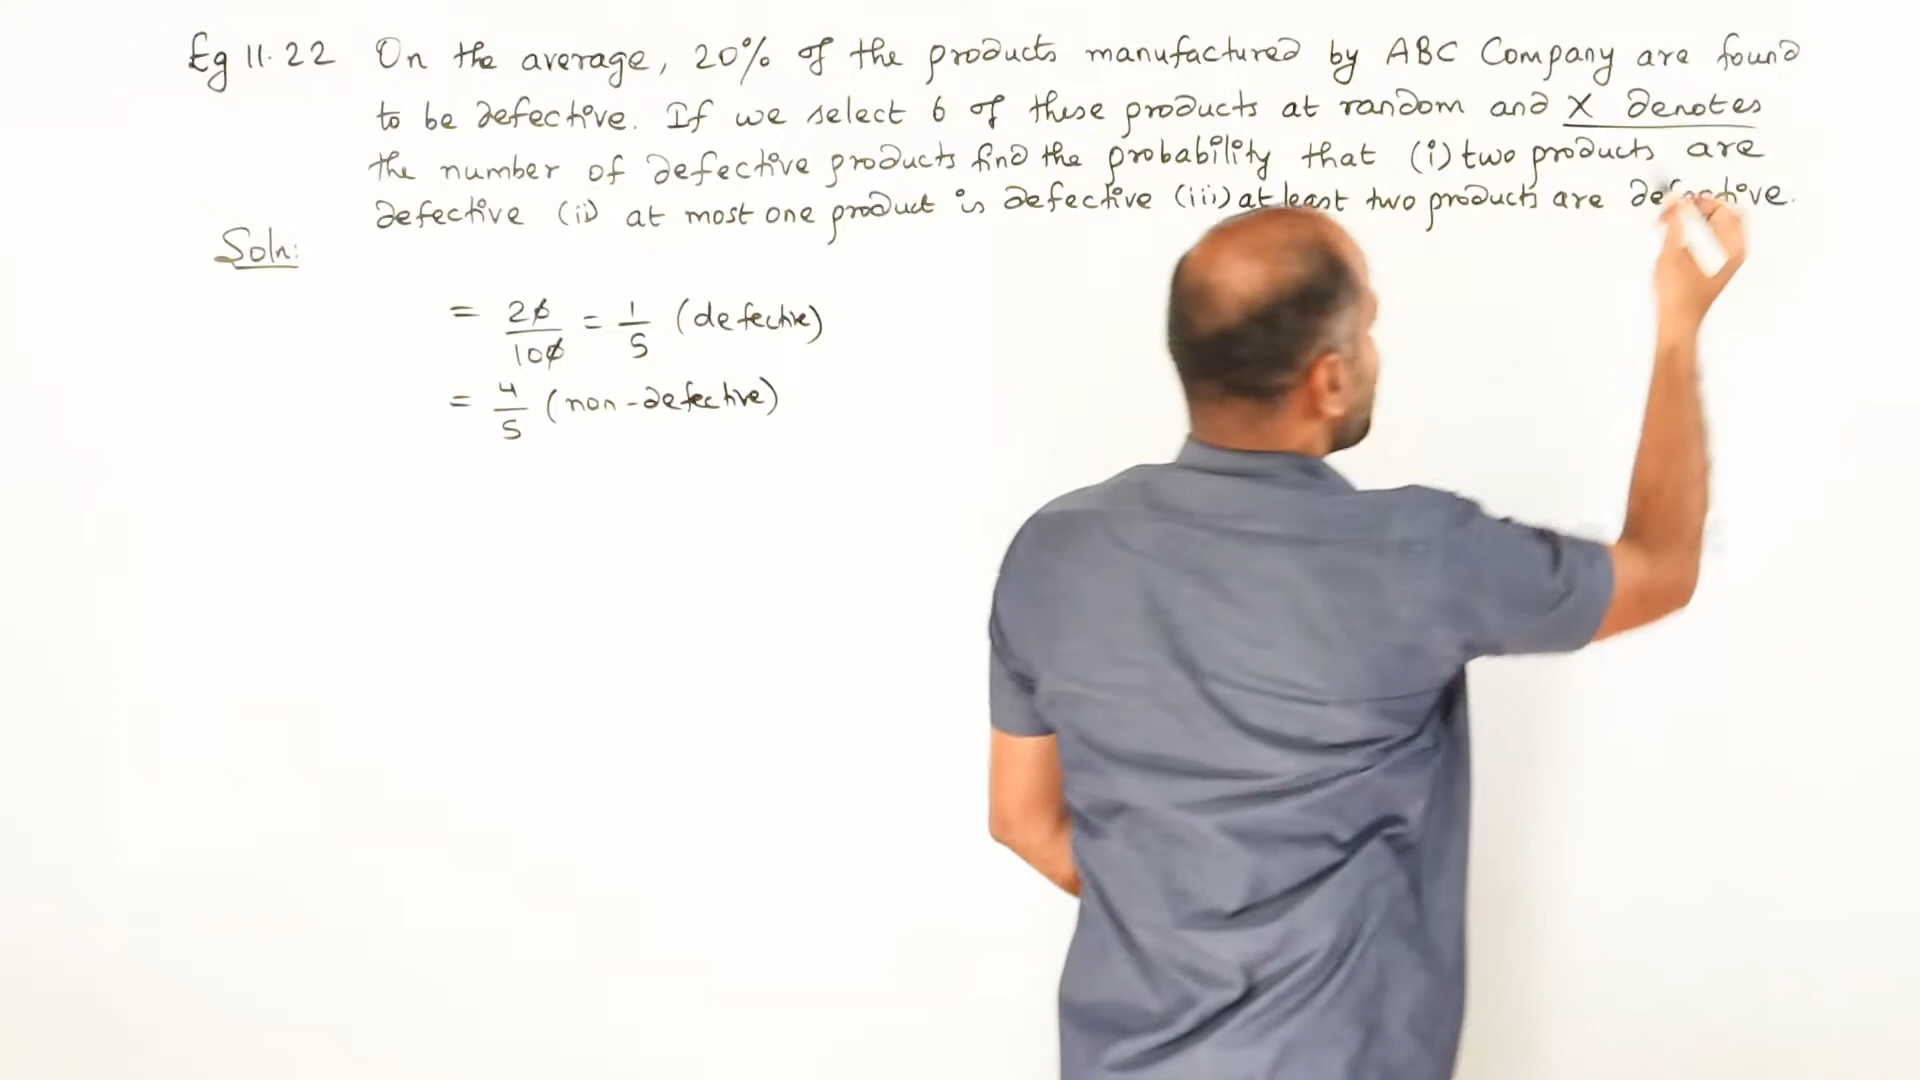 Eg 11.22 On the average, 20% of the products manufactured by ABC Company are found
to be defective. If we select 6 of these products at random and X denotes
the number of defective products find the probability that (i) two products are
defective (ii) at most one product is defective (iii) at least two products are defective.
Soln:
= 20/100 = 1/5 (defective)
= 4/5 (non-defective)